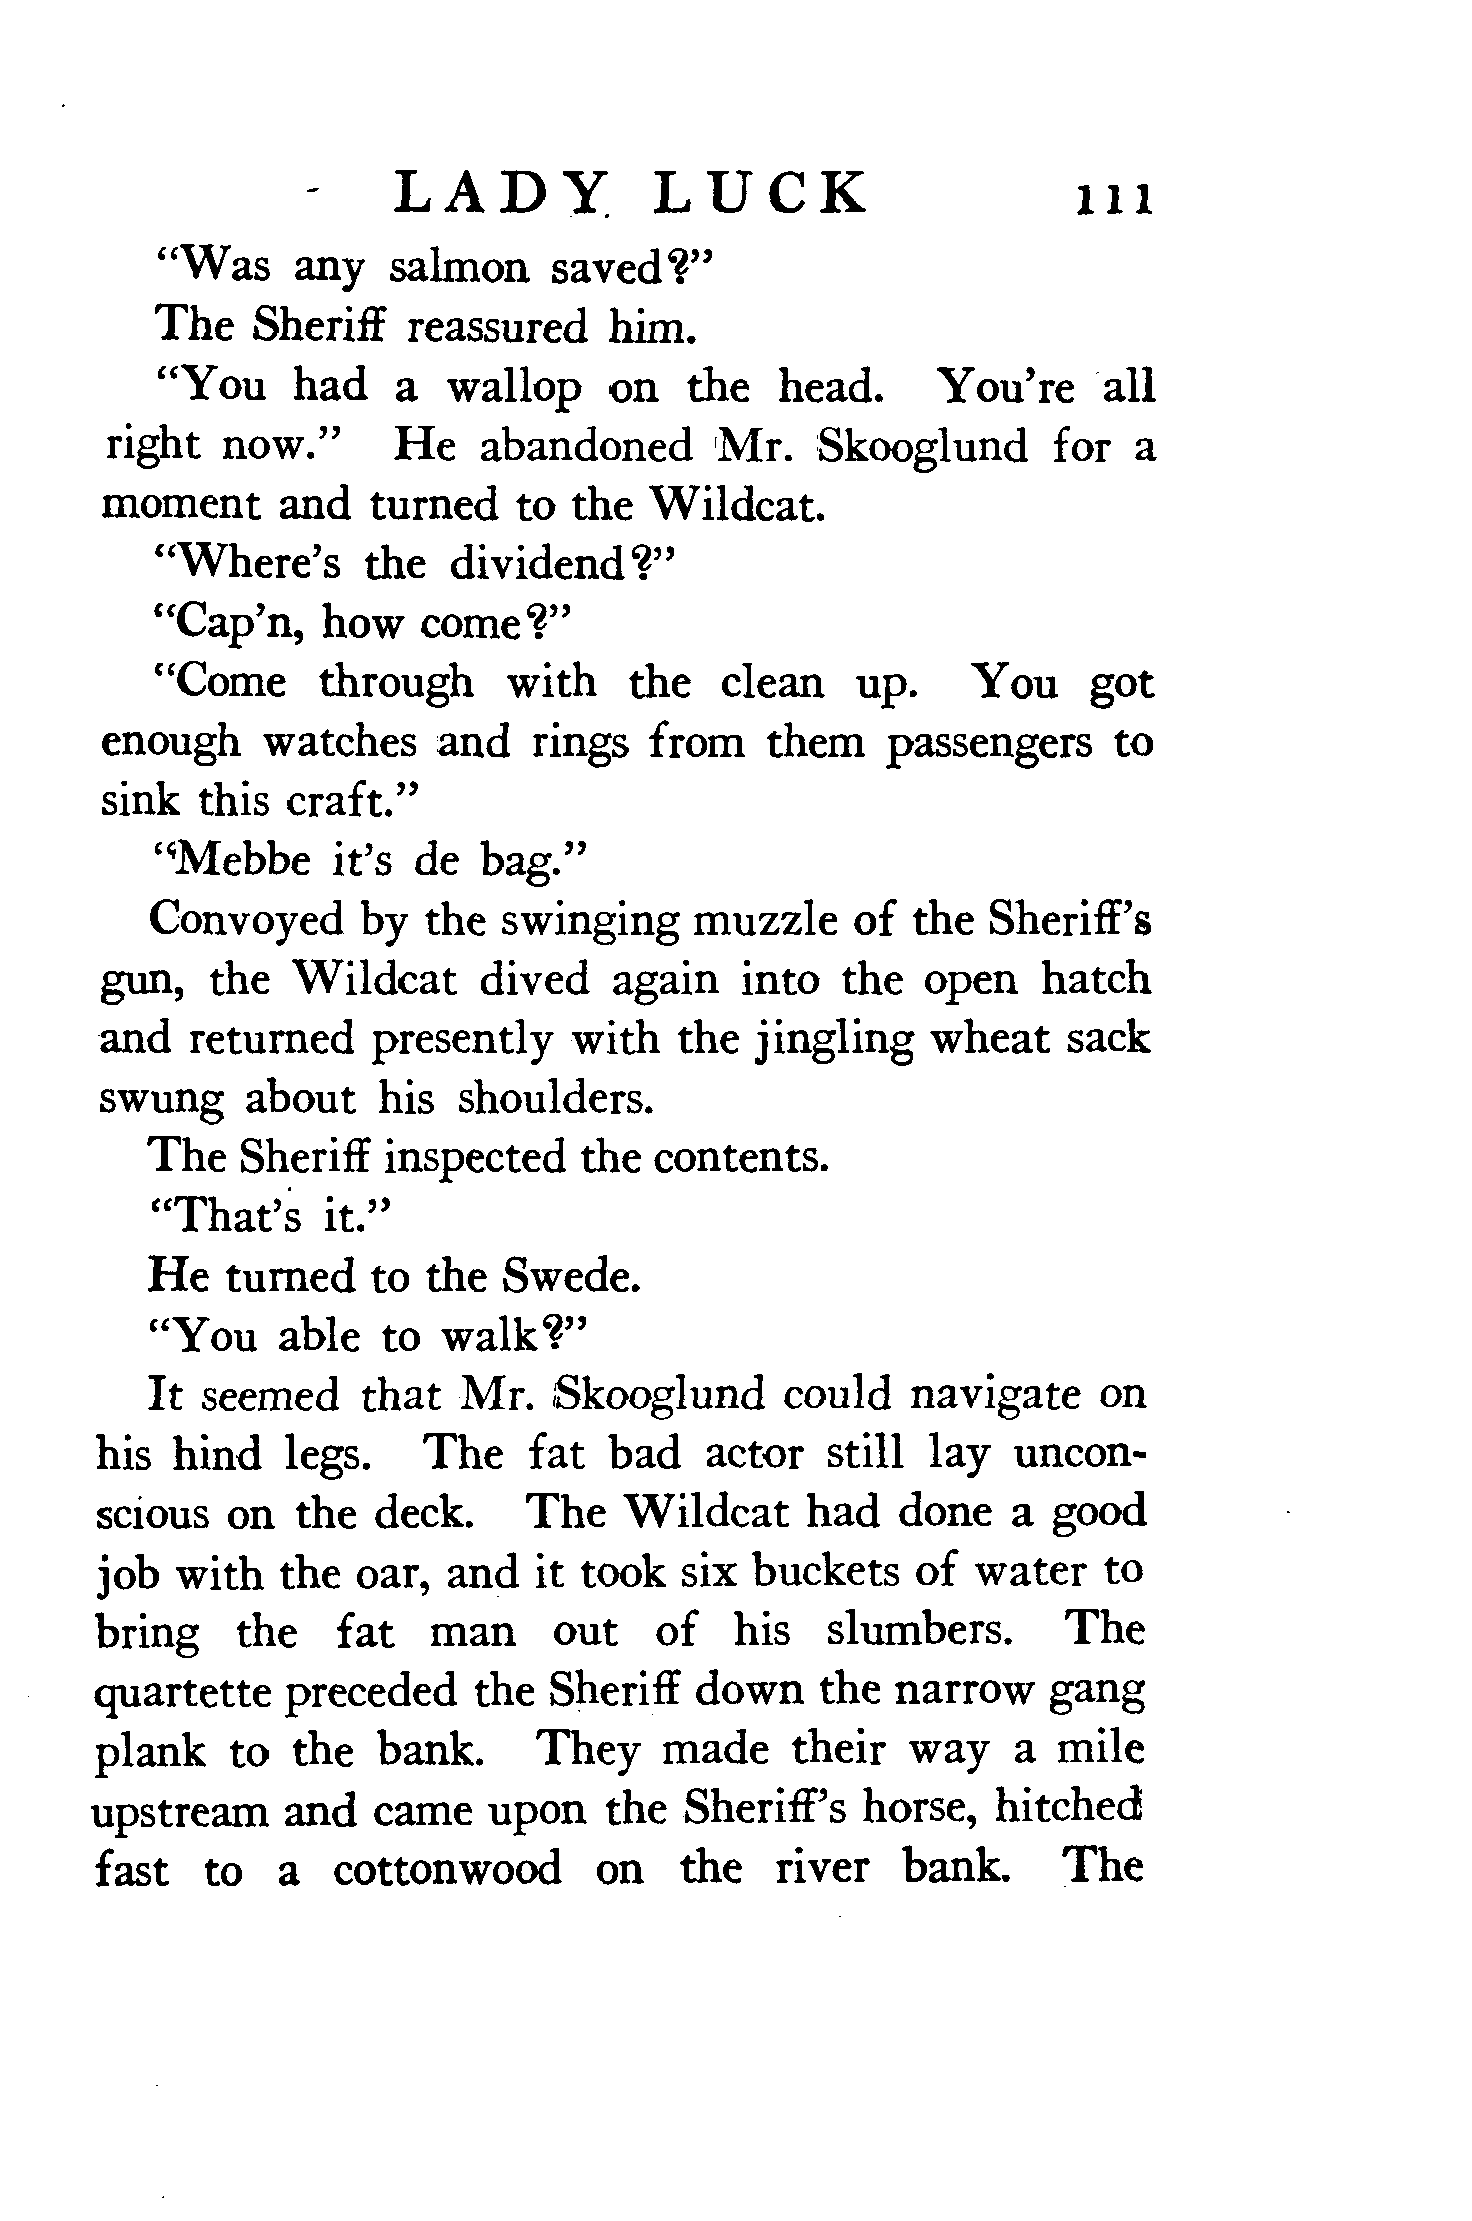 LADY LUCK 111
"Was any salmon saved?"
The Sheriff reassured him.
"You had a wallop on the head. You're all
right now." He abandoned Mr. Skooglund for a
moment and turned to the Wildcat.
"Where's the dividend?"
"Cap'n, how come?"
"Come through with the clean up. You got
enough watches and rings from them passengers to
sink this craft."
"Mebbe it's de bag."
Convoyed by the swinging muzzle of the Sheriff's
gun, the Wildcat dived again into the open hatch
and returned presently with the jingling wheat sack
swung about his shoulders.
The Sheriff inspected the contents.
"That's it."
He turned to the Swede.
"You able to walk?"
It seemed that Mr. Skooglund could navigate on
his hind legs. The fat bad actor still lay uncon-
scious on the deck. The Wildcat had done a good
job with the oar, and it took six buckets of water to
bring the fat man out of his slumbers. The
quartette preceded the Sheriff down the narrow gang
plank to the bank. They made their way a mile
upstream and came upon the Sheriff's horse, hitched
fast to a cottonwood on the river bank. The